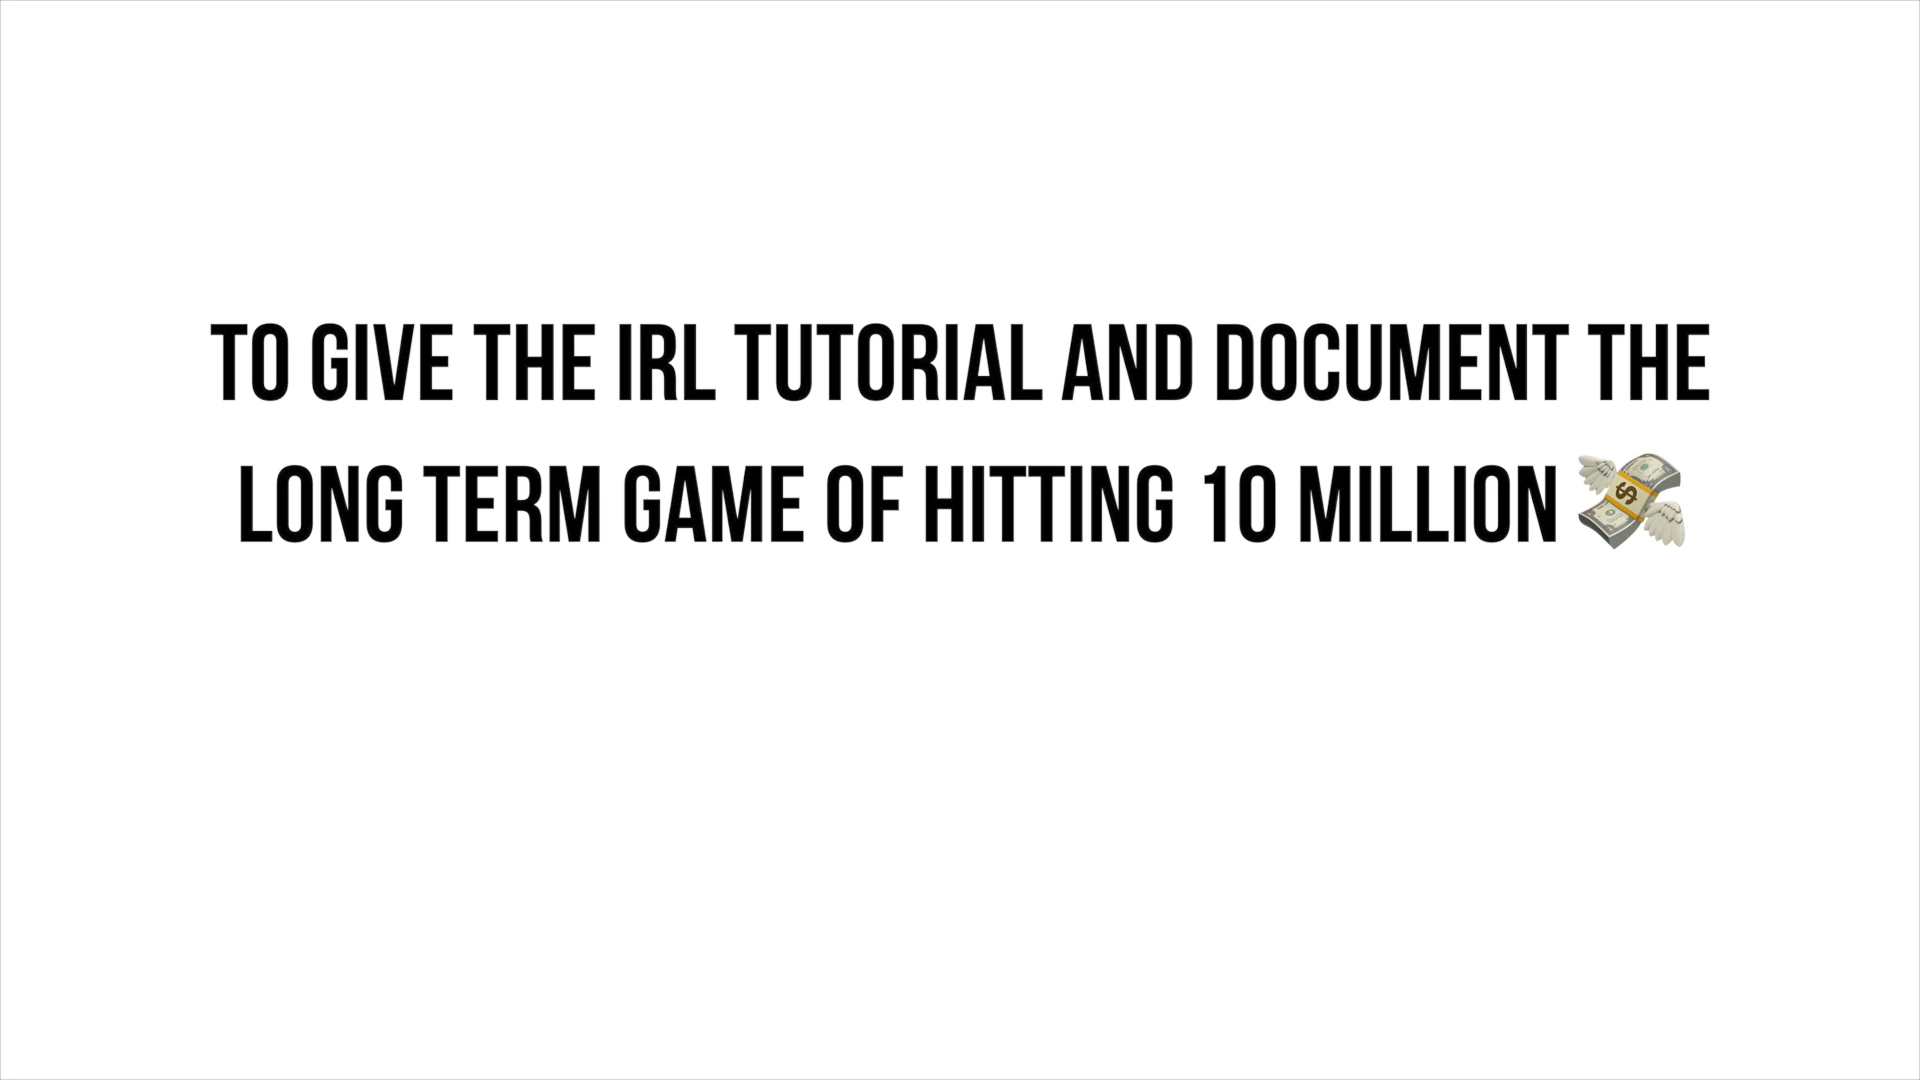 TO GIVE THE IRL TUTORIAL AND DOCUMENT THE
LONG TERM GAME OF HITTING 10 MILLION 💸